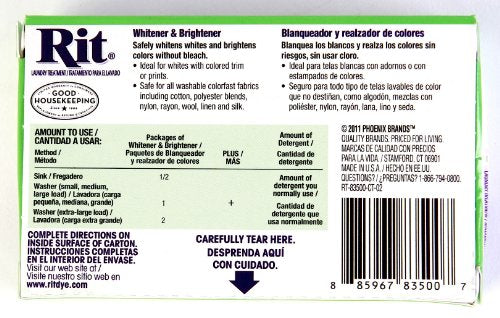 Rit®
LAUNDRY TREATMENT / TRATAMIENTO PARA EL LAVADO
GOOD
HOUSEKEEPING
Whitener & Brightener
Safely whitens whites and brightens
colors without bleach.
• Ideal for whites with colored trim
or prints.
• Safe for all washable colorfast fabrics
including cotton, polyester blends,
nylon, rayon, wool, linen and silk.
Blanqueador y realzador de colores
Blanquea los blancos y realza los colores sin
riesgos, sin usar cloro.
• Ideal para telas blancas con adornos o con
estampados de colores.
• Seguro para todo tipo de telas lavables de color
que no destiñan, como algodón, mezclas con
poliéster, nylon, rayón, lana, lino y seda.
AMOUNT TO USE /
CANTIDAD A USAR:
Method /
Método
Packages of
Whitener & Brightener /
Paquetes de Blanqueador
y realzador de colores
PLUS /
MÁS
Amount of
Detergent /
Cantidad de
detergente
Sink / Fregadero 1/2
Washer (small, medium,
large load) / Lavadora (carga
pequeña, mediana, grande) 1
Washer (extra-large load) /
Lavadora (carga extra grande) 2
+
Amount of
detergent you
normally use /
Cantidad de
detergente que
usa normalmente
© 2011 PHOENIX BRANDS™
QUALITY BRANDS, PRICED FOR LIVING.
MARCAS DE CALIDAD CON PRECIOS
PARA LA VIDA. / STAMFORD, CT 06901
MADE IN U.S.A. / HECHO EN EE.UU.
QUESTIONS? / ¿PREGUNTAS? 1-866-794-0800.
RT-83500-CT-02
COMPLETE DIRECTIONS ON
INSIDE SURFACE OF CARTON.
INSTRUCCIONES COMPLETAS
EN EL INTERIOR DEL ENVASE.
Visit our web site at /
Visite nuestro sitio web en
www.ritdye.com
CAREFULLY TEAR HERE.
DESPRENDA AQUÍ
CON CUIDADO.
8 85967 83500 7